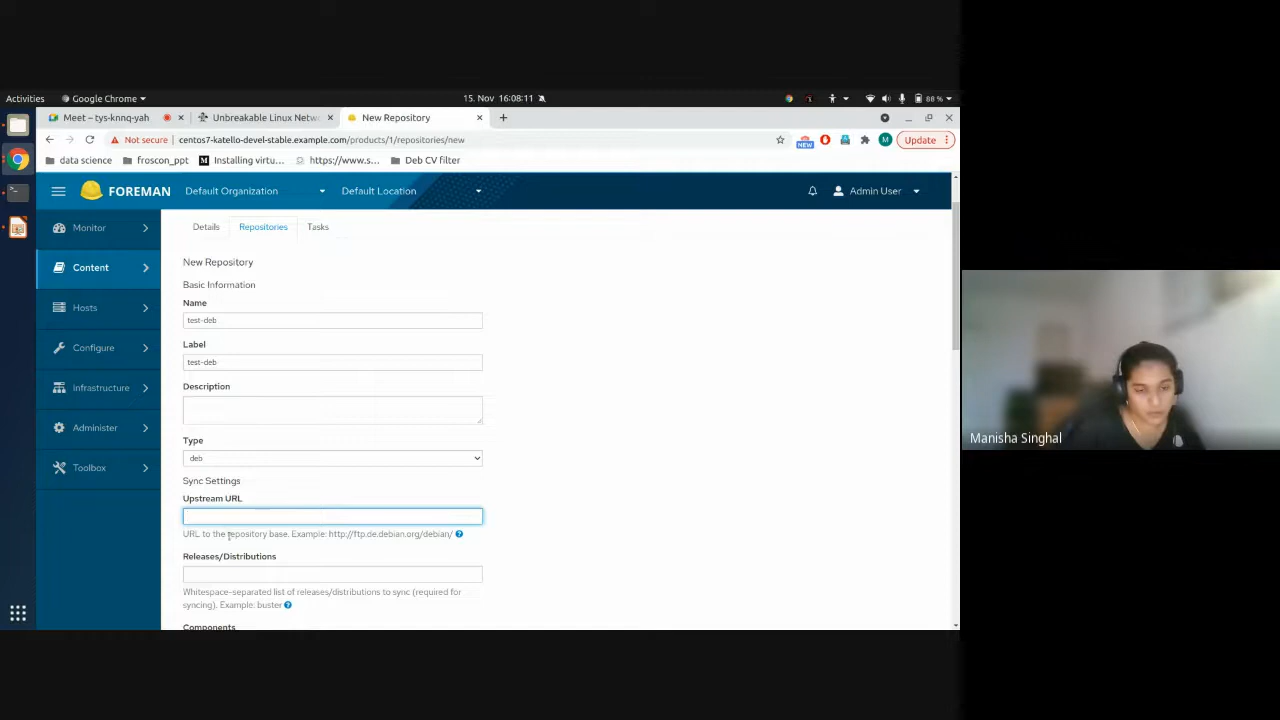 Activities
Google Chrome
15. Nov 16:08:11
88 %
Meet – tys-knnq-yah
Unbreakable Linux Netw
New Repository
Not secure
centos7-katello-devel-stable.example.com/products/1/repositories/new
NEW
M
Update
data science
froscon_ppt
Installing virtu...
https://www.s...
Deb CV filter
FOREMAN
Default Organization
Default Location
Admin User
Monitor
Content
Hosts
Configure
Infrastructure
Administer
Toolbox
Details
Repositories
Tasks
New Repository
Basic Information
Name
test-deb
Label
test-deb
Description
Type
deb
Sync Settings
Upstream URL
URL to the repository base. Example: http://ftp.de.debian.org/debian/
Releases/Distributions
Whitespace-separated list of releases/distributions to sync (required for
syncing). Example: buster
Components
Manisha Singhal